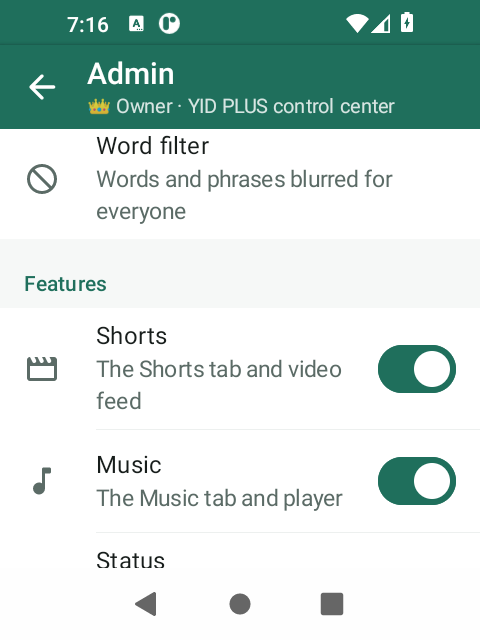 7:16
Admin
👑 Owner · YID PLUS control center
Word filter
Words and phrases blurred for
everyone
Features
Shorts
The Shorts tab and video
feed
Music
The Music tab and player
Status